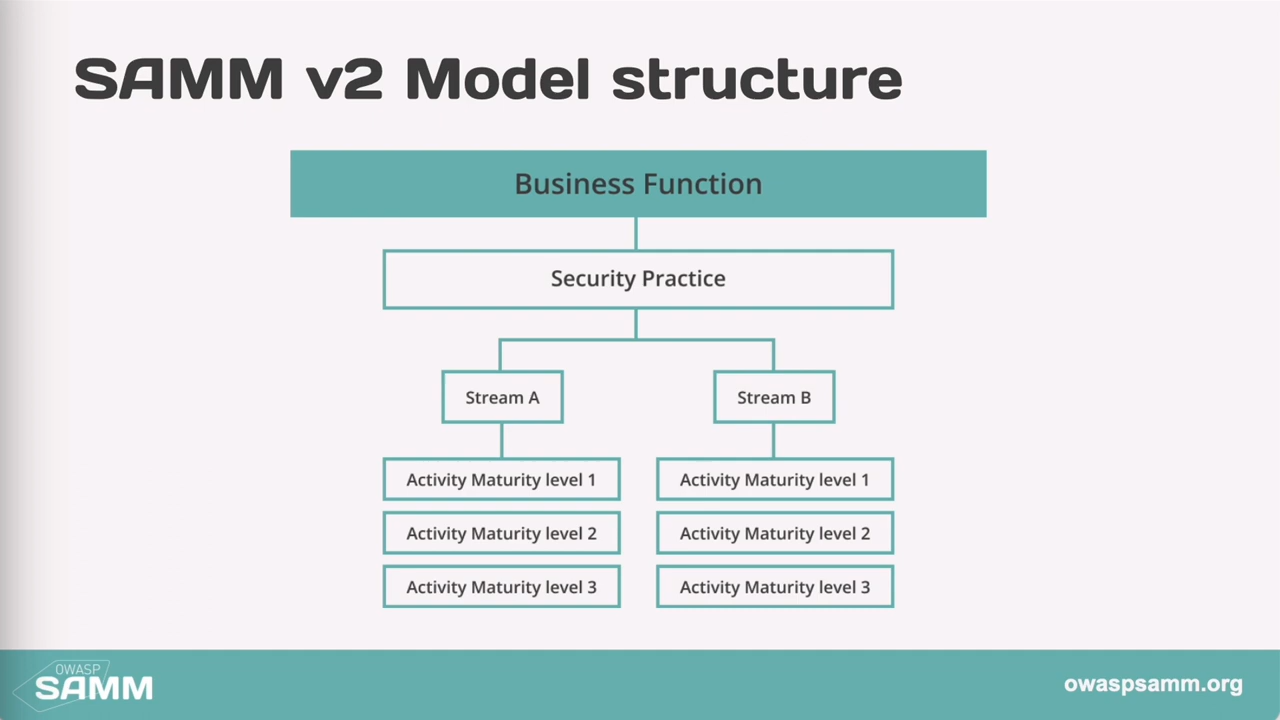 SAMM v2 Model structure
Business Function
Security Practice
Stream A
Stream B
Activity Maturity level 1
Activity Maturity level 1
Activity Maturity level 2
Activity Maturity level 2
Activity Maturity level 3
Activity Maturity level 3
OWASP
SAMM
owaspsamm.org